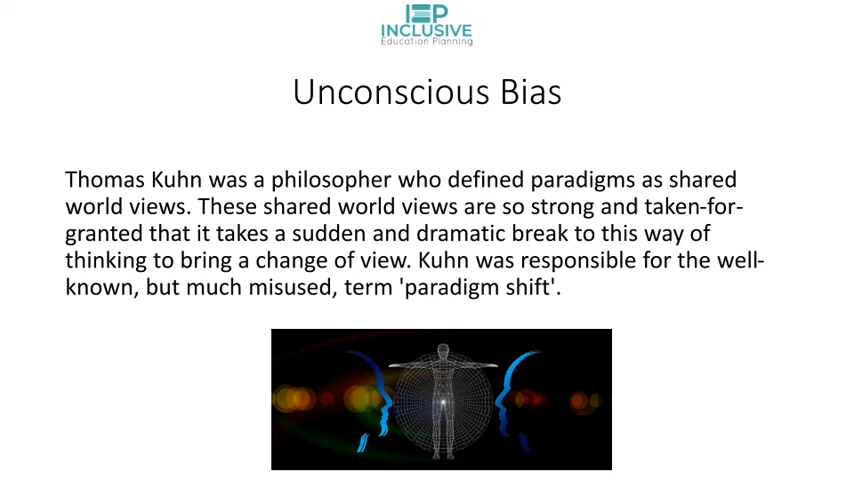 IEP
INCLUSIVE
Education Planning
Unconscious Bias
Thomas Kuhn was a philosopher who defined paradigms as shared
world views. These shared world views are so strong and taken-for-
granted that it takes a sudden and dramatic break to this way of
thinking to bring a change of view. Kuhn was responsible for the well-
known, but much misused, term 'paradigm shift'.